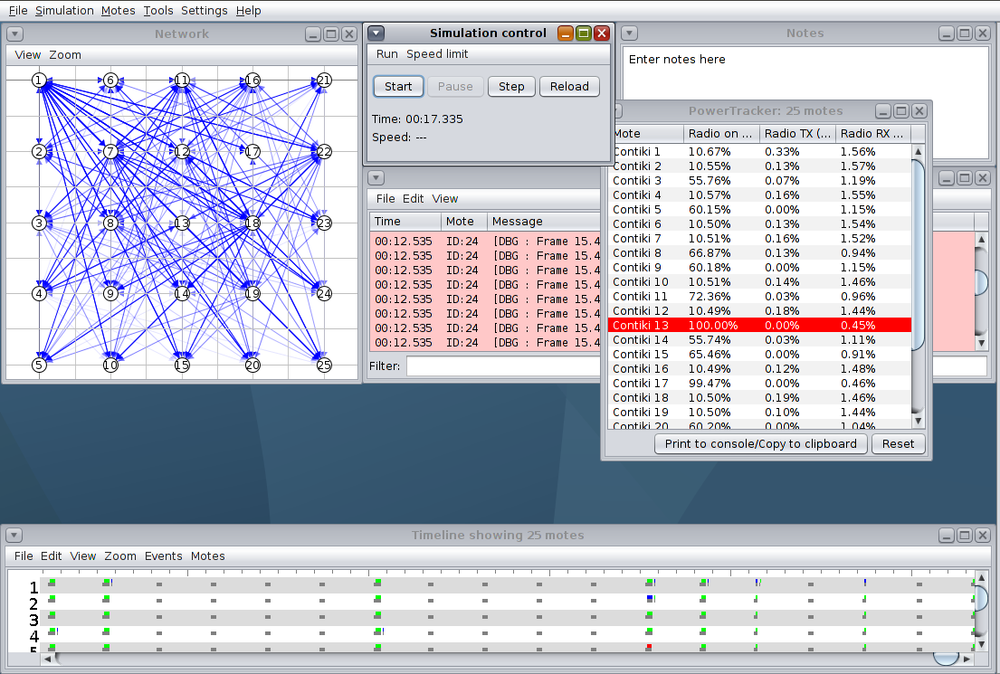 File Simulation Motes Tools Settings Help
Network
View Zoom
1 6 11 16 21
2 7 12 17 22
3 8 13 18 23
4 9 14 19 24
5 10 15 20 25
Simulation control
Run Speed limit
Start Pause Step Reload
Time: 00:17.335
Speed: ---
Notes
Enter notes here
File Edit View
Time Mote Message
00:12.535 ID:24 [DBG : Frame 15.4
00:12.535 ID:24 [DBG : Frame 15.4
00:12.535 ID:24 [DBG : Frame 15.4
00:12.535 ID:24 [DBG : Frame 15.4
00:12.535 ID:24 [DBG : Frame 15.4
00:12.535 ID:24 [DBG : Frame 15.4
00:12.535 ID:24 [DBG : Frame 15.4
00:12.535 ID:24 [DBG : Frame 15.4
Filter:
PowerTracker: 25 motes
Mote Radio on ... Radio TX (... Radio RX ...
Contiki 1 10.67% 0.33% 1.56%
Contiki 2 10.55% 0.13% 1.57%
Contiki 3 55.76% 0.07% 1.19%
Contiki 4 10.57% 0.16% 1.55%
Contiki 5 60.15% 0.00% 1.15%
Contiki 6 10.50% 0.13% 1.54%
Contiki 7 10.51% 0.16% 1.52%
Contiki 8 66.87% 0.13% 0.94%
Contiki 9 60.18% 0.00% 1.15%
Contiki 10 10.51% 0.14% 1.46%
Contiki 11 72.36% 0.03% 0.96%
Contiki 12 10.49% 0.18% 1.44%
Contiki 13 100.00% 0.00% 0.45%
Contiki 14 55.74% 0.03% 1.11%
Contiki 15 65.46% 0.00% 0.91%
Contiki 16 10.49% 0.12% 1.48%
Contiki 17 99.47% 0.00% 0.46%
Contiki 18 10.50% 0.19% 1.46%
Contiki 19 10.50% 0.10% 1.44%
Contiki 20 60.20% 0.00% 1.04%
Print to console/Copy to clipboard Reset
Timeline showing 25 motes
File Edit View Zoom Events Motes
1
2
3
4
5